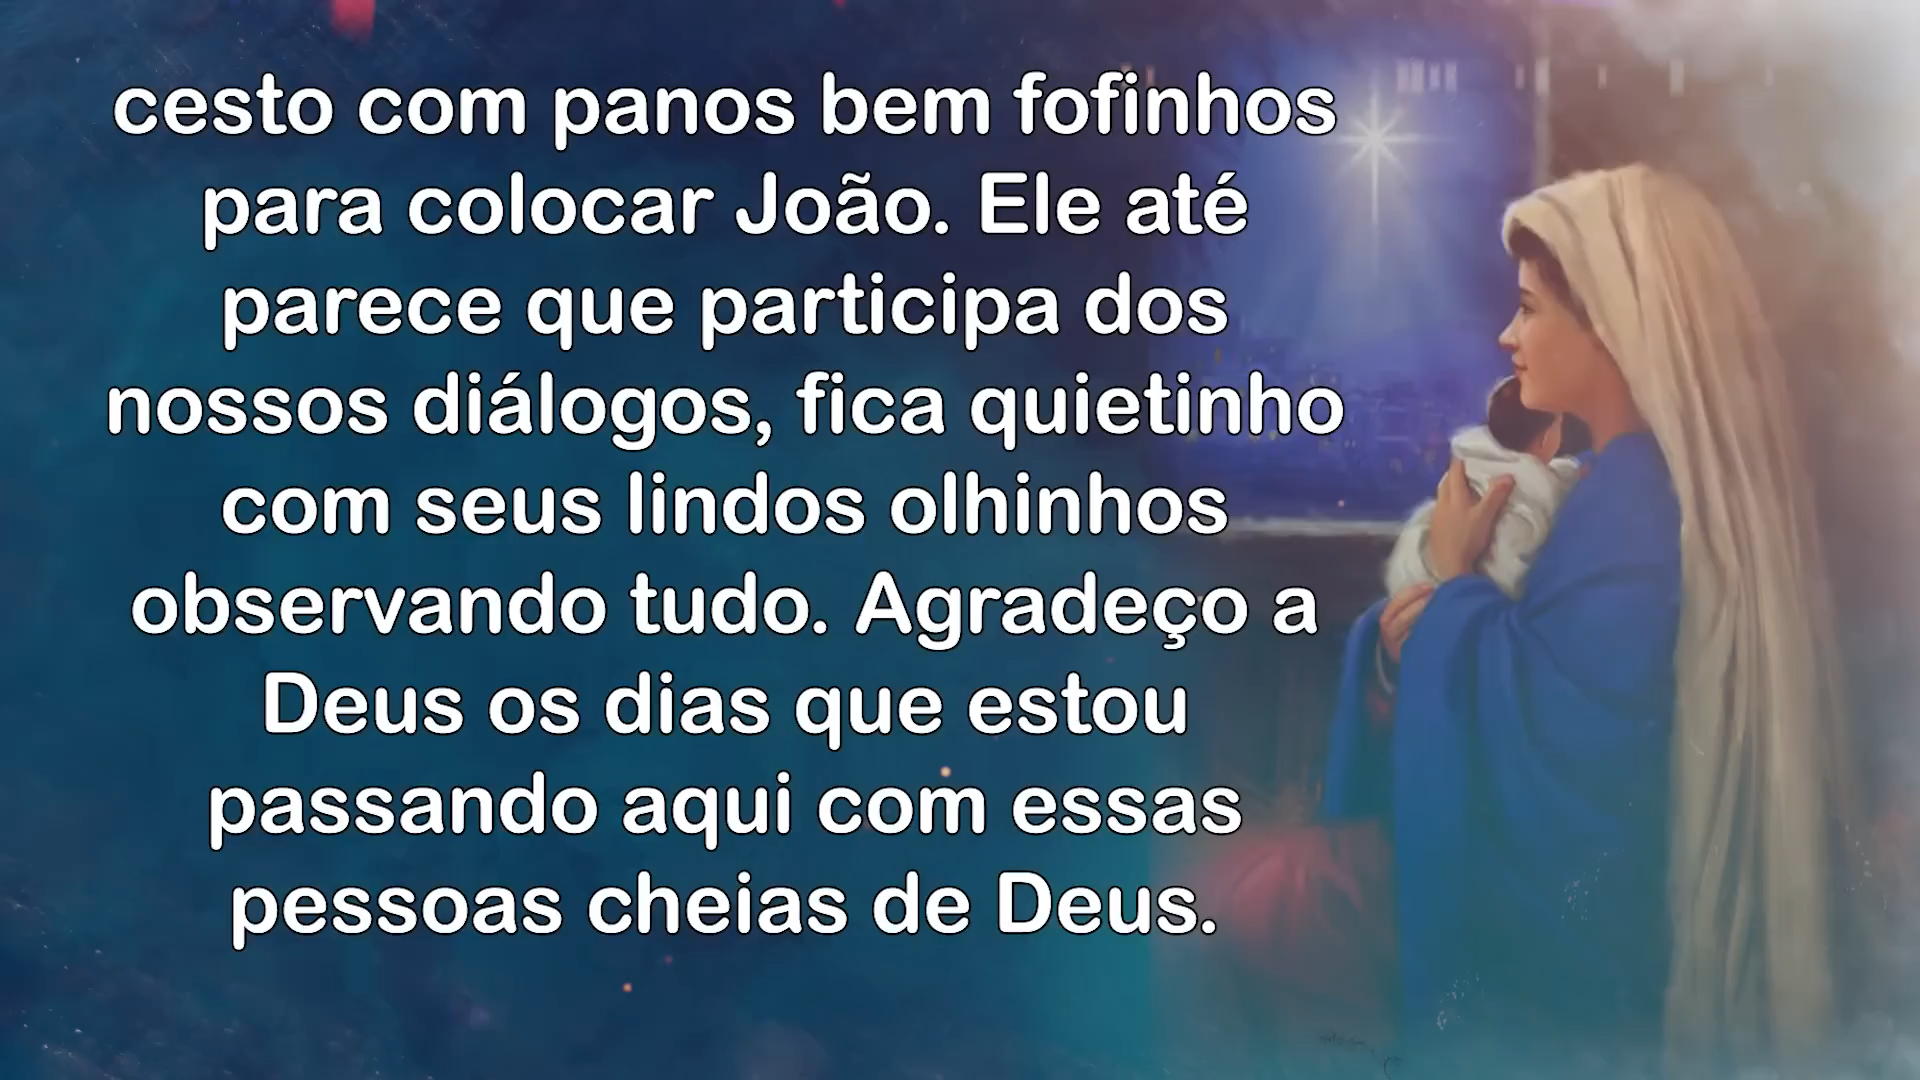 cesto com panos bem fofinhos
para colocar João. Ele até
parece que participa dos
nossos diálogos, fica quietinho
com seus lindos olhinhos
observando tudo. Agradeço a
Deus os dias que estou
passando aqui com essas
pessoas cheias de Deus.